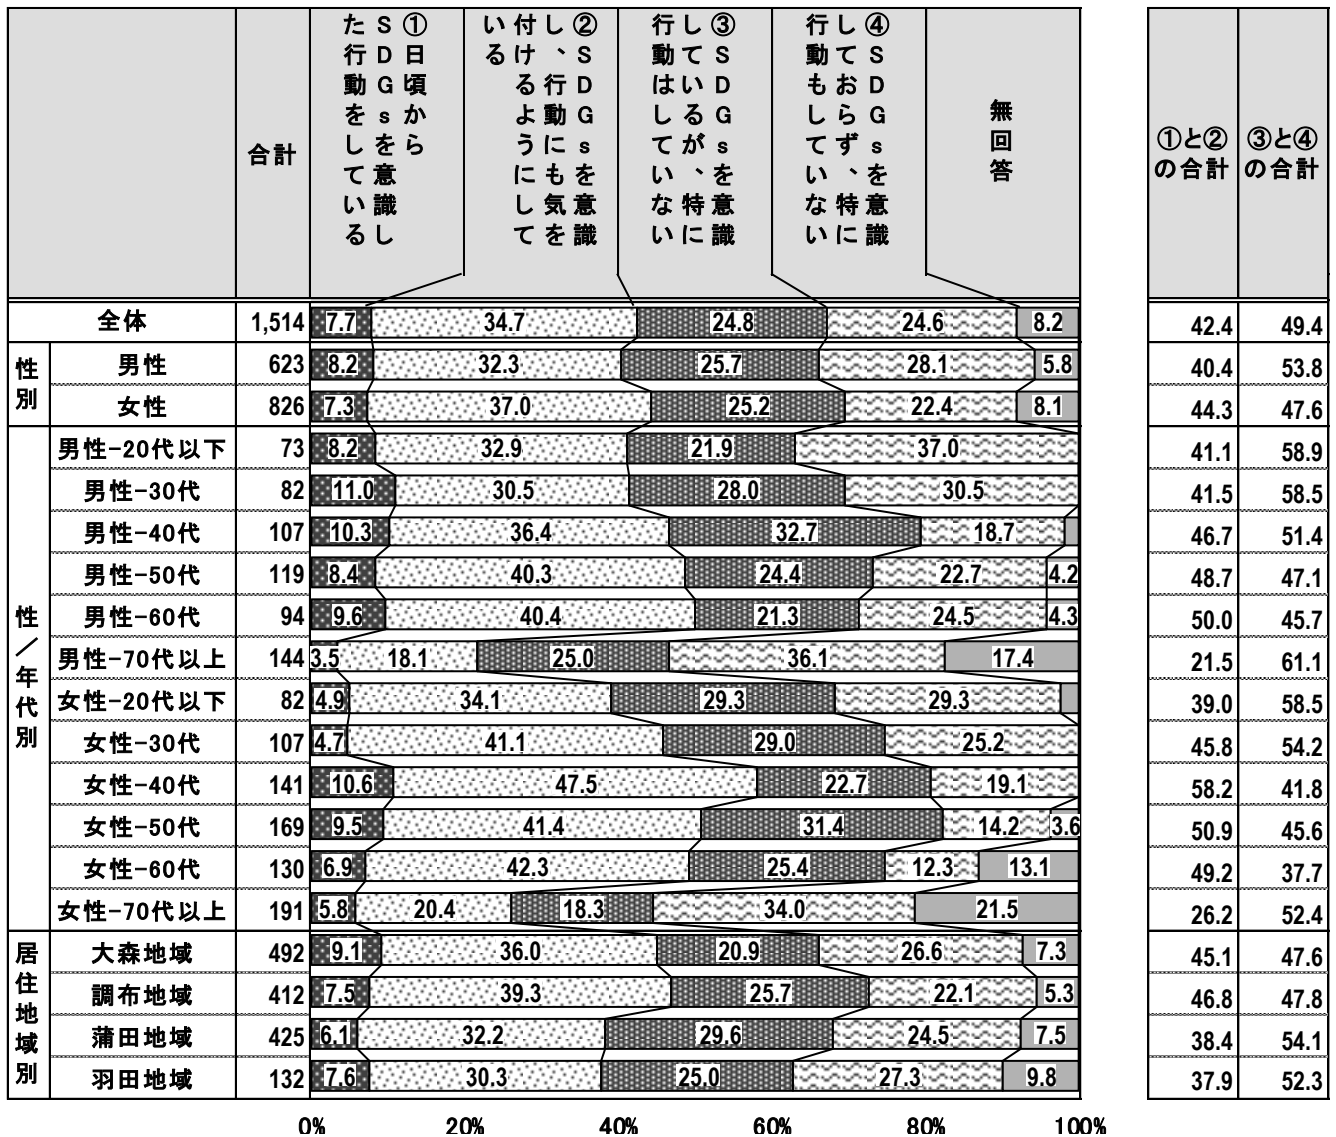 合計
①日頃から
SDGsを意識し
た行動をしている
②SDGsを意識
し、行動にも気を
付けるようにして
いる
③SDGsを意識
しているが、特に
行動はしていない
④SDGsを意識
しておらず、特に
行動もしていない
無回答
①と②
の合計
③と④
の合計
全体 1,514 7.7 34.7 24.8 24.6 8.2 42.4 49.4
性別
男性 623 8.2 32.3 25.7 28.1 5.8 40.4 53.8
女性 826 7.3 37.0 25.2 22.4 8.1 44.3 47.6
性/年代別
男性-20代以下 73 8.2 32.9 21.9 37.0 41.1 58.9
男性-30代 82 11.0 30.5 28.0 30.5 41.5 58.5
男性-40代 107 10.3 36.4 32.7 18.7 46.7 51.4
男性-50代 119 8.4 40.3 24.4 22.7 4.2 48.7 47.1
男性-60代 94 9.6 40.4 21.3 24.5 4.3 50.0 45.7
男性-70代以上 144 3.5 18.1 25.0 36.1 17.4 21.5 61.1
女性-20代以下 82 4.9 34.1 29.3 29.3 39.0 58.5
女性-30代 107 4.7 41.1 29.0 25.2 45.8 54.2
女性-40代 141 10.6 47.5 22.7 19.1 58.2 41.8
女性-50代 169 9.5 41.4 31.4 14.2 3.6 50.9 45.6
女性-60代 130 6.9 42.3 25.4 12.3 13.1 49.2 37.7
女性-70代以上 191 5.8 20.4 18.3 34.0 21.5 26.2 52.4
居住地域別
大森地域 492 9.1 36.0 20.9 26.6 7.3 45.1 47.6
調布地域 412 7.5 39.3 25.7 22.1 5.3 46.8 47.8
蒲田地域 425 6.1 32.2 29.6 24.5 7.5 38.4 54.1
羽田地域 132 7.6 30.3 25.0 27.3 9.8 37.9 52.3
0% 20% 40% 60% 80% 100%